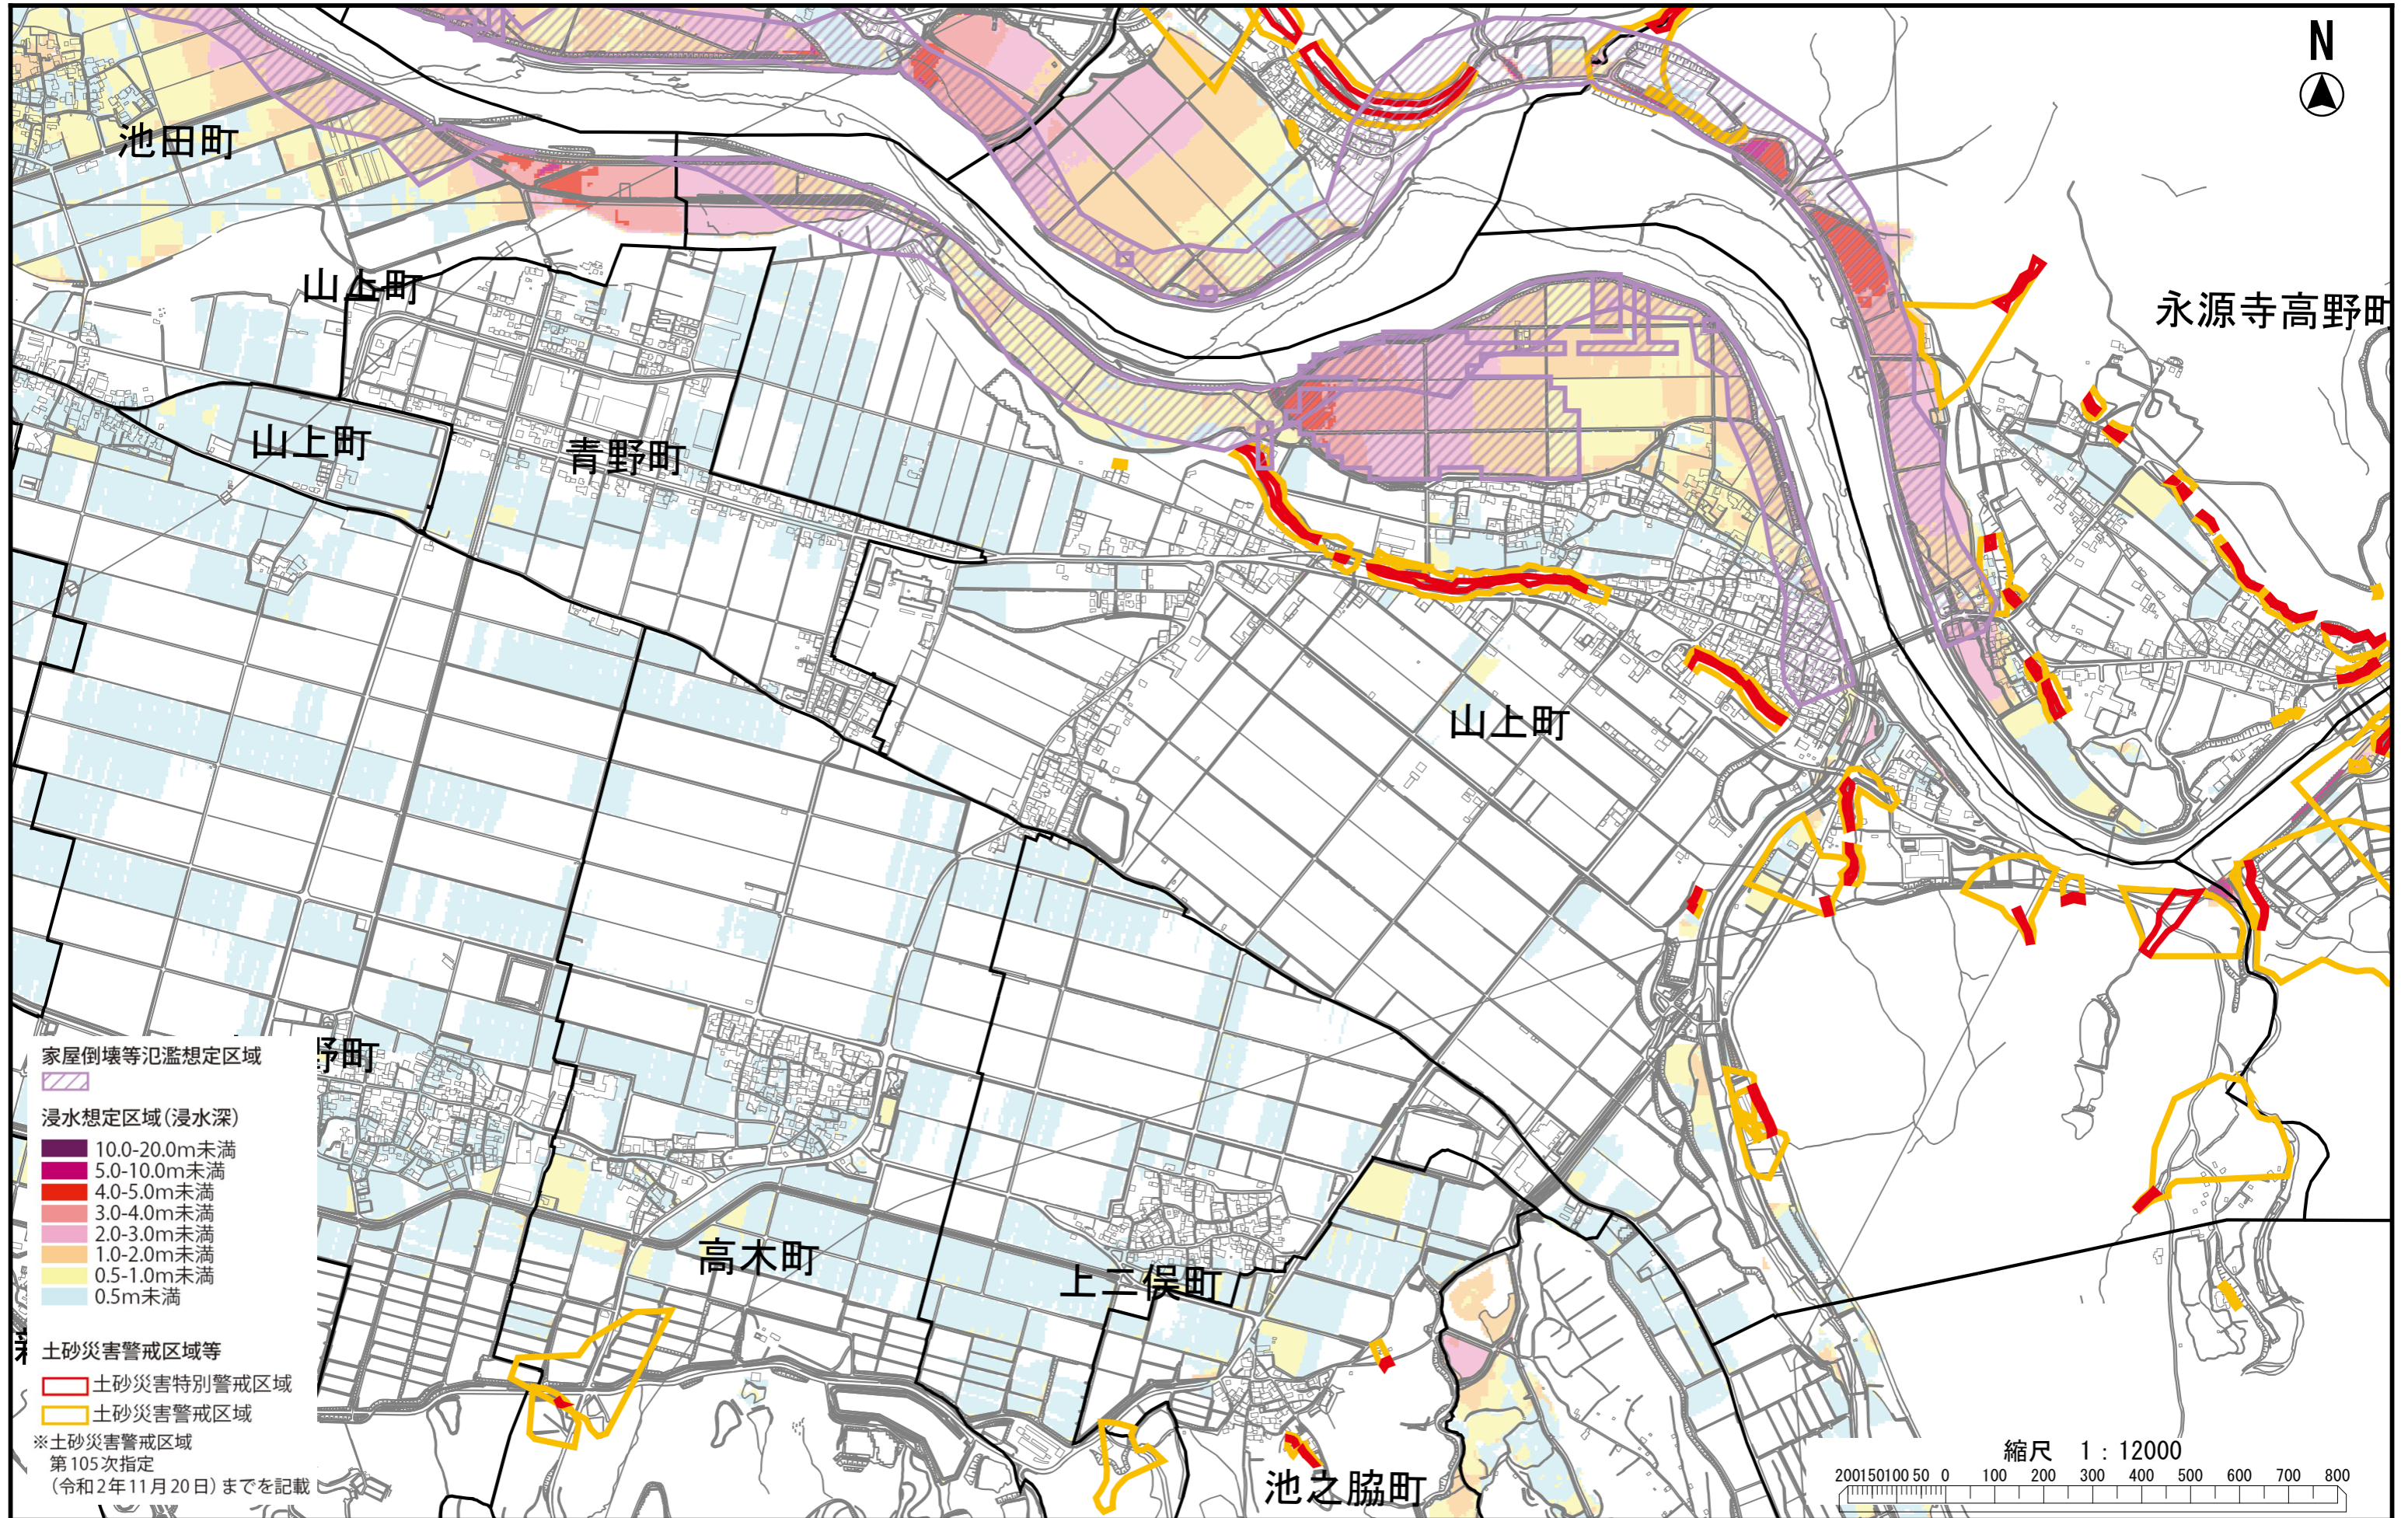 N
池田町
山上町
永源寺高野町
山上町
青野町
山上町
野町
高木町
上二俣町
池之脇町
家屋倒壊等氾濫想定区域
浸水想定区域(浸水深)
10.0-20.0m未満
5.0-10.0m未満
4.0-5.0m未満
3.0-4.0m未満
2.0-3.0m未満
1.0-2.0m未満
0.5-1.0m未満
0.5m未満
土砂災害警戒区域等
土砂災害特別警戒区域
土砂災害警戒区域
※土砂災害警戒区域
第105次指定
(令和2年11月20日)までを記載
縮尺 1:12000
200 150 100 50 0 100 200 300 400 500 600 700 800